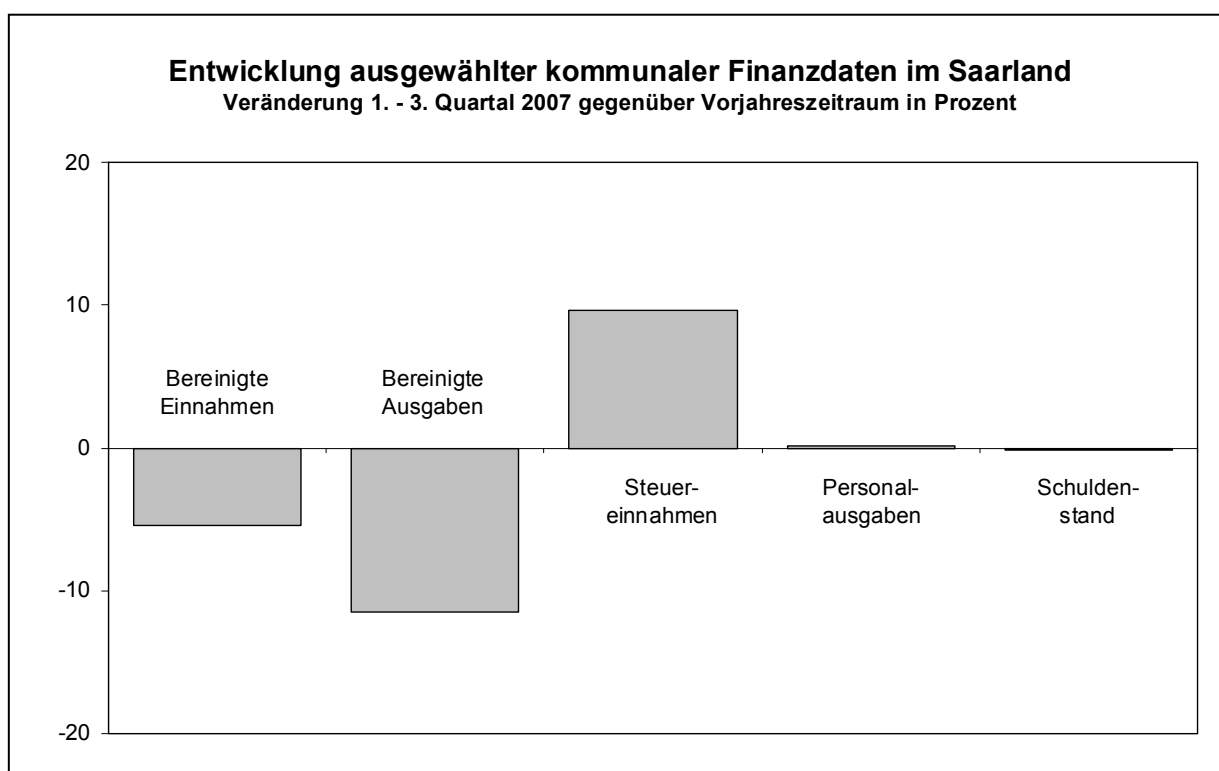 Entwicklung ausgewählter kommunaler Finanzdaten im Saarland
Veränderung 1. - 3. Quartal 2007 gegenüber Vorjahreszeitraum in Prozent
20
10
Bereinigte
Einnahmen
Bereinigte
Ausgaben
0
Steuer-
einnahmen
Personal-
ausgaben
Schulden-
stand
-10
-20